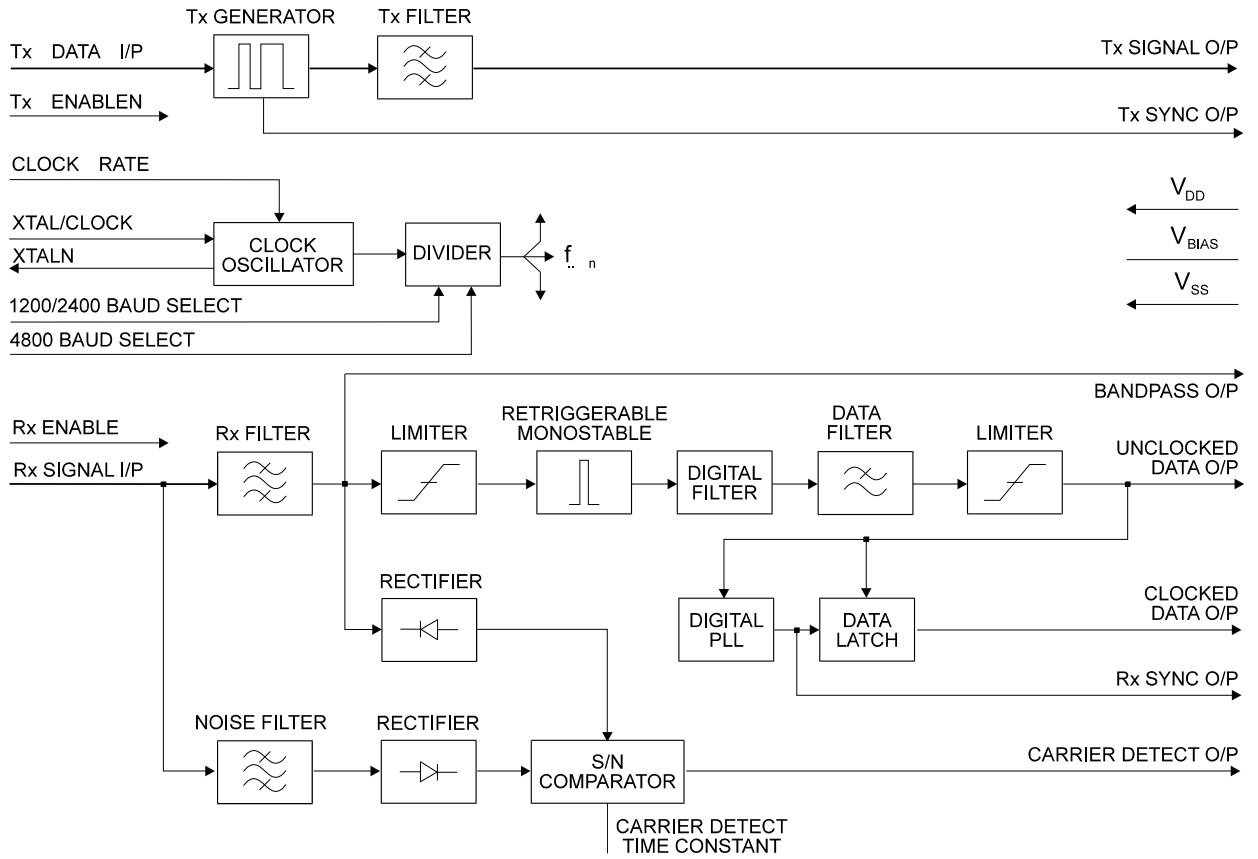 Tx GENERATOR
Tx FILTER
Tx DATA I/P
Tx SIGNAL O/P
Tx ENABLEN
Tx SYNC O/P
CLOCK RATE
XTAL/CLOCK
XTALN
CLOCK
OSCILLATOR
DIVIDER
f.. n
VDD
VBIAS
VSS
1200/2400 BAUD SELECT
4800 BAUD SELECT
BANDPASS O/P
Rx ENABLE
Rx SIGNAL I/P
Rx FILTER
LIMITER
RETRIGGERABLE
MONOSTABLE
DIGITAL
FILTER
DATA
FILTER
LIMITER
UNCLOCKED
DATA O/P
RECTIFIER
DIGITAL
PLL
DATA
LATCH
CLOCKED
DATA O/P
Rx SYNC O/P
NOISE FILTER
RECTIFIER
S/N
COMPARATOR
CARRIER DETECT O/P
CARRIER DETECT
TIME CONSTANT